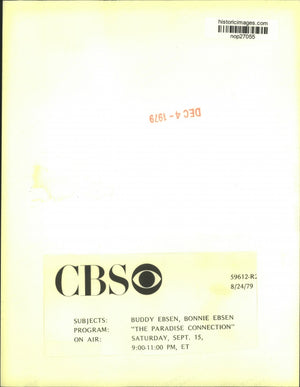 historicimages.com
nop27055
DEC - 4 1979
CBS
59612-R2
8/24/79
SUBJECTS: BUDDY EBSEN, BONNIE EBSEN
PROGRAM: "THE PARADISE CONNECTION"
ON AIR: SATURDAY, SEPT. 15,
9:00-11:00 PM, ET